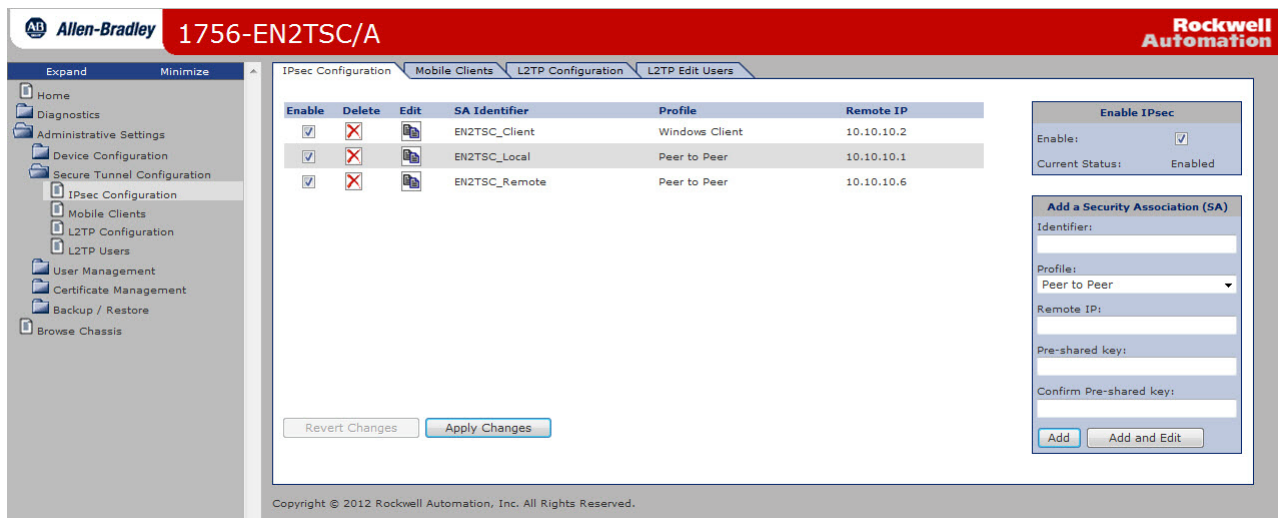 AB Allen-Bradley 1756-EN2TSC/A Rockwell Automation
Expand Minimize
Home
Diagnostics
Administrative Settings
Device Configuration
Secure Tunnel Configuration
IPsec Configuration
Mobile Clients
L2TP Configuration
L2TP Users
User Management
Certificate Management
Backup / Restore
Browse Chassis
IPsec Configuration Mobile Clients L2TP Configuration L2TP Edit Users
Enable Delete Edit SA Identifier Profile Remote IP
EN2TSC_Client Windows Client 10.10.10.2
EN2TSC_Local Peer to Peer 10.10.10.1
EN2TSC_Remote Peer to Peer 10.10.10.6
Revert Changes Apply Changes
Enable IPsec
Enable:
Current Status: Enabled
Add a Security Association (SA)
Identifier:
Profile:
Peer to Peer
Remote IP:
Pre-shared key:
Confirm Pre-shared key:
Add Add and Edit
Copyright © 2012 Rockwell Automation, Inc. All Rights Reserved.